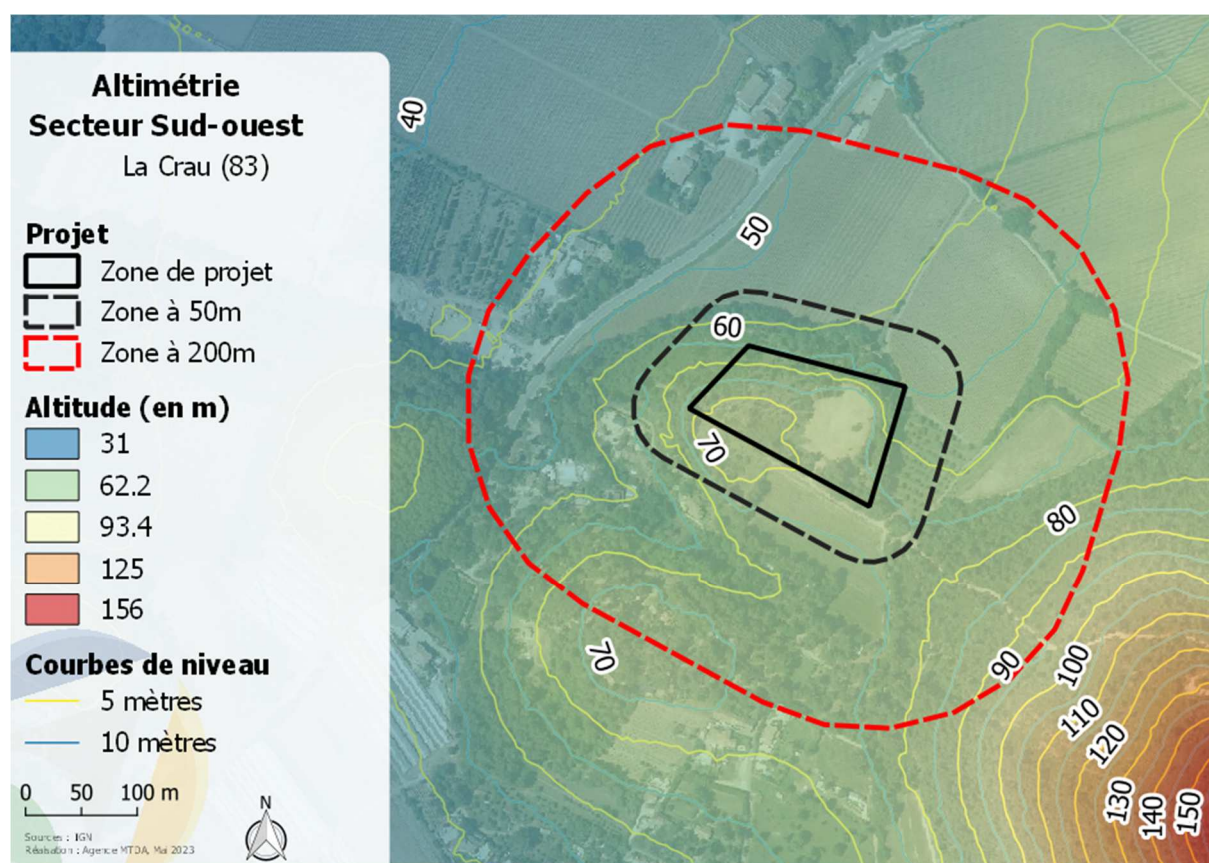 Altimétrie
Secteur Sud-ouest
La Crau (83)
Projet
Zone de projet
Zone à 50m
Zone à 200m
Altitude (en m)
31
62.2
93.4
125
156
Courbes de niveau
5 mètres
10 mètres
0 50 100 m
N
Sources : IGN
Réalisation : Agence MTDA, Mai 2023
40
50
60
70
80
70
90
100
110
120
130
140
150